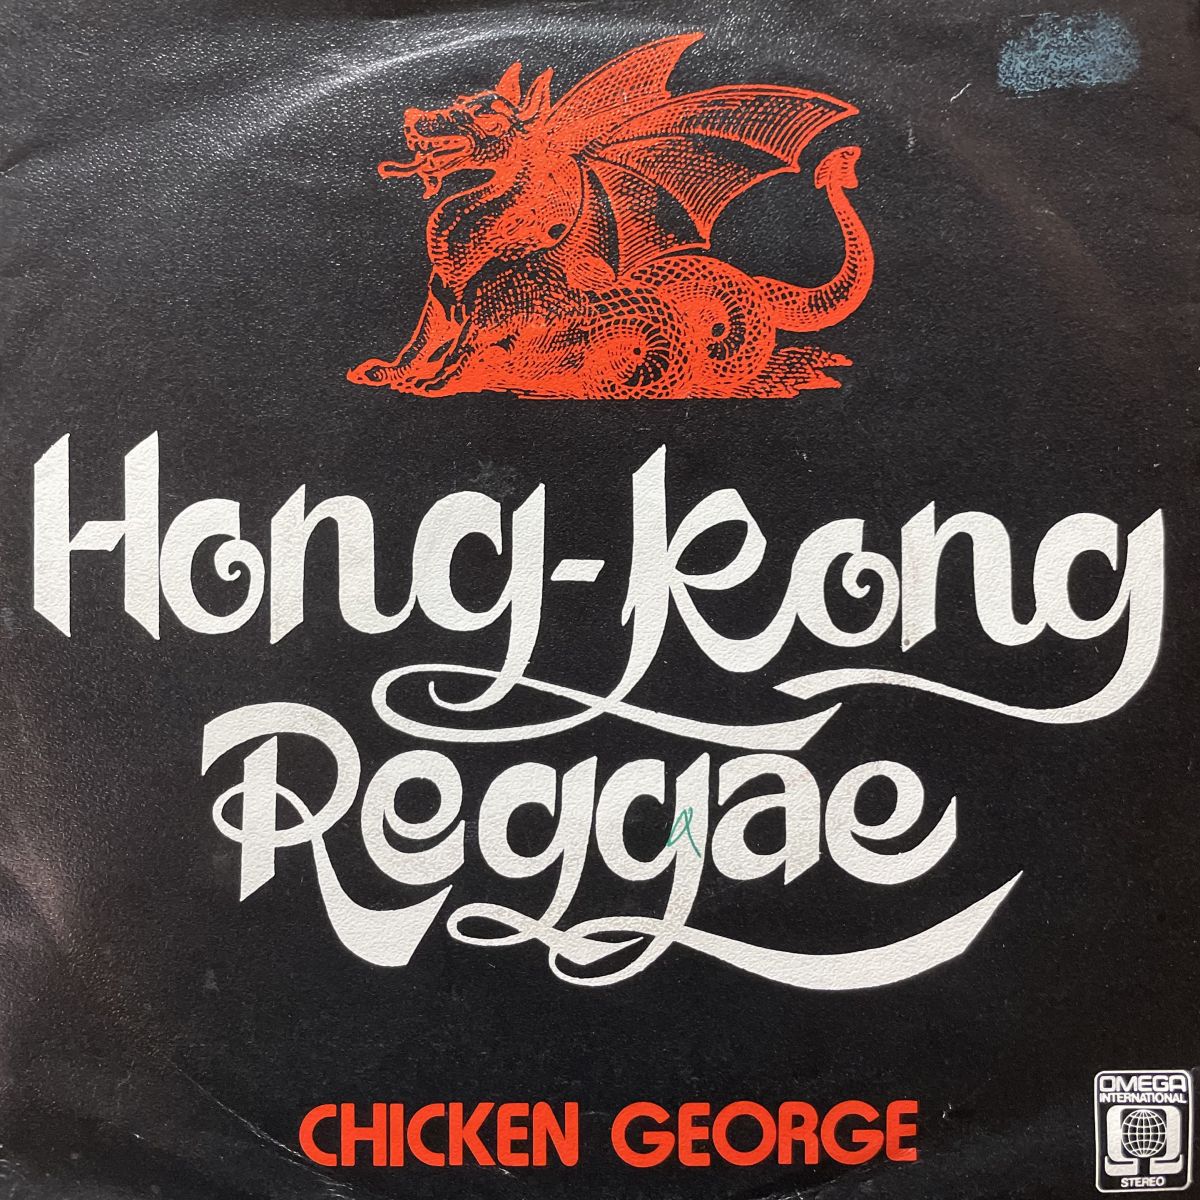 Hong-Kong
Reggae
CHICKEN GEORGE
OMEGA
INTERNATIONAL
STEREO